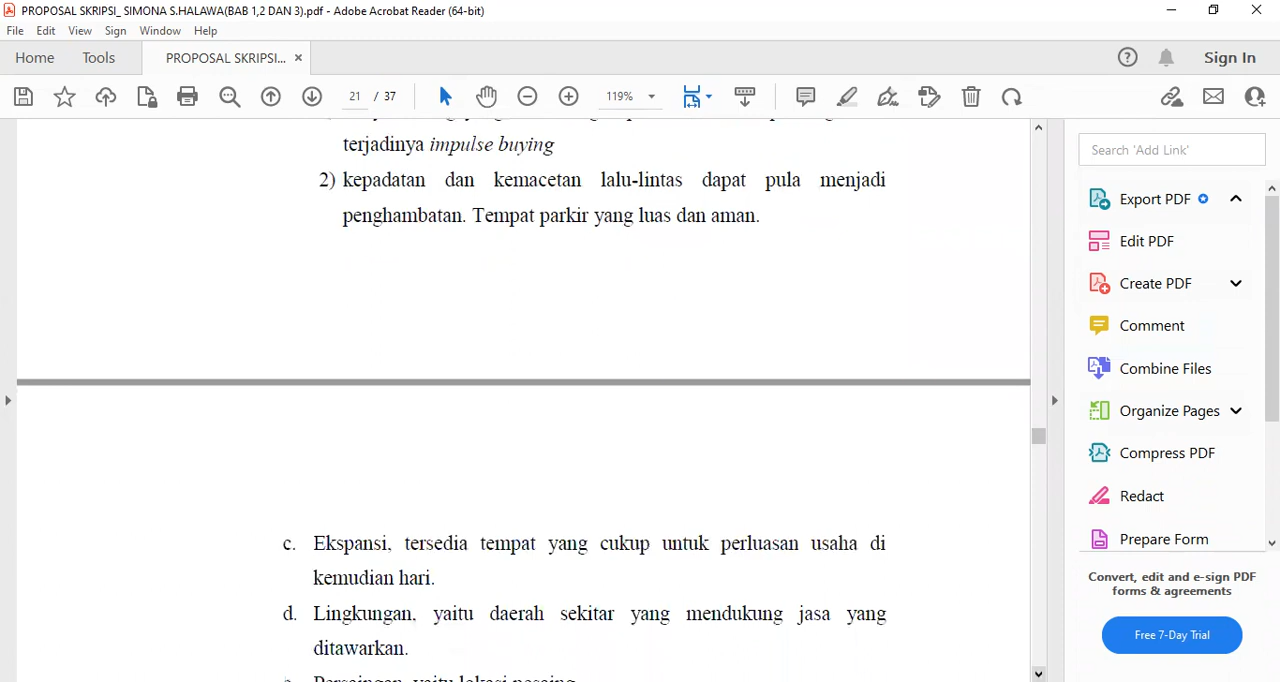 PROPOSAL SKRIPSI_ SIMONA S.HALAWA(BAB 1,2 DAN 3).pdf - Adobe Acrobat Reader (64-bit)
File Edit View Sign Window Help
Home Tools PROPOSAL SKRIPSI... × Sign In
21 / 37 119%
terjadinya impulse buying
2) kepadatan dan kemacetan lalu-lintas dapat pula menjadi
penghambatan. Tempat parkir yang luas dan aman.
c. Ekspansi, tersedia tempat yang cukup untuk perluasan usaha di
kemudian hari.
d. Lingkungan, yaitu daerah sekitar yang mendukung jasa yang
ditawarkan.
e. Persaingan, yaitu lokasi pesaing
Search 'Add Link'
Export PDF
Edit PDF
Create PDF
Comment
Combine Files
Organize Pages
Compress PDF
Redact
Prepare Form
Convert, edit and e-sign PDF
forms & agreements
Free 7-Day Trial